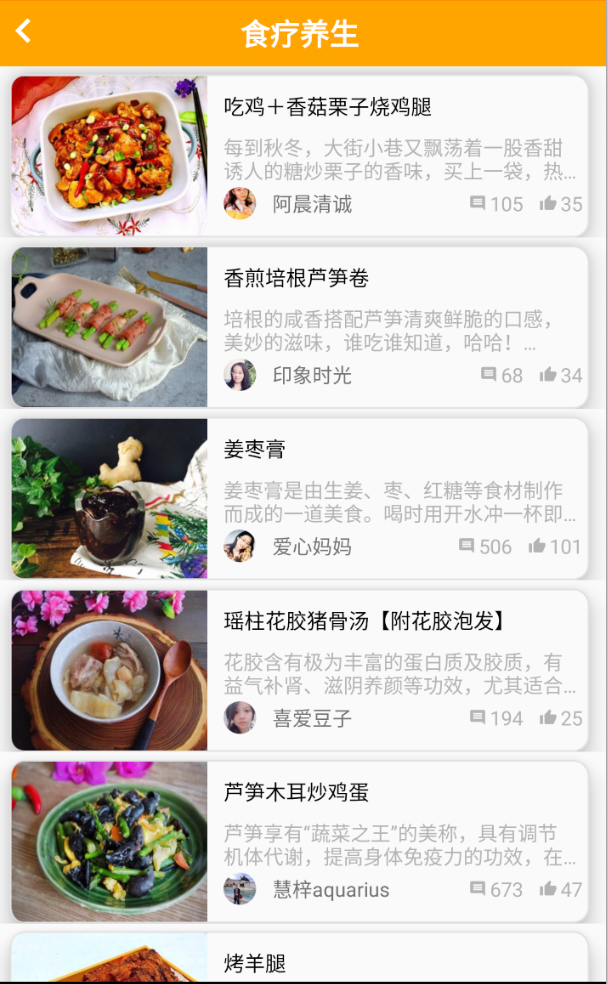 食疗养生
吃鸡＋香菇栗子烧鸡腿
每到秋冬，大街小巷又飘荡着一股香甜
诱人的糖炒栗子的香味，买上一袋，热...
阿晨清诚 105 35
香煎培根芦笋卷
培根的咸香搭配芦笋清爽鲜脆的口感，
美妙的滋味，谁吃谁知道，哈哈！...
印象时光 68 34
姜枣膏
姜枣膏是由生姜、枣、红糖等食材制作
而成的一道美食。喝时用开水冲一杯即...
爱心妈妈 506 101
瑶柱花胶猪骨汤【附花胶泡发】
花胶含有极为丰富的蛋白质及胶质，有
益气补肾、滋阴养颜等功效，尤其适合...
喜爱豆子 194 25
芦笋木耳炒鸡蛋
芦笋享有“蔬菜之王”的美称，具有调节
机体代谢，提高身体免疫力的功效，在...
慧梓aquarius 673 47
烤羊腿